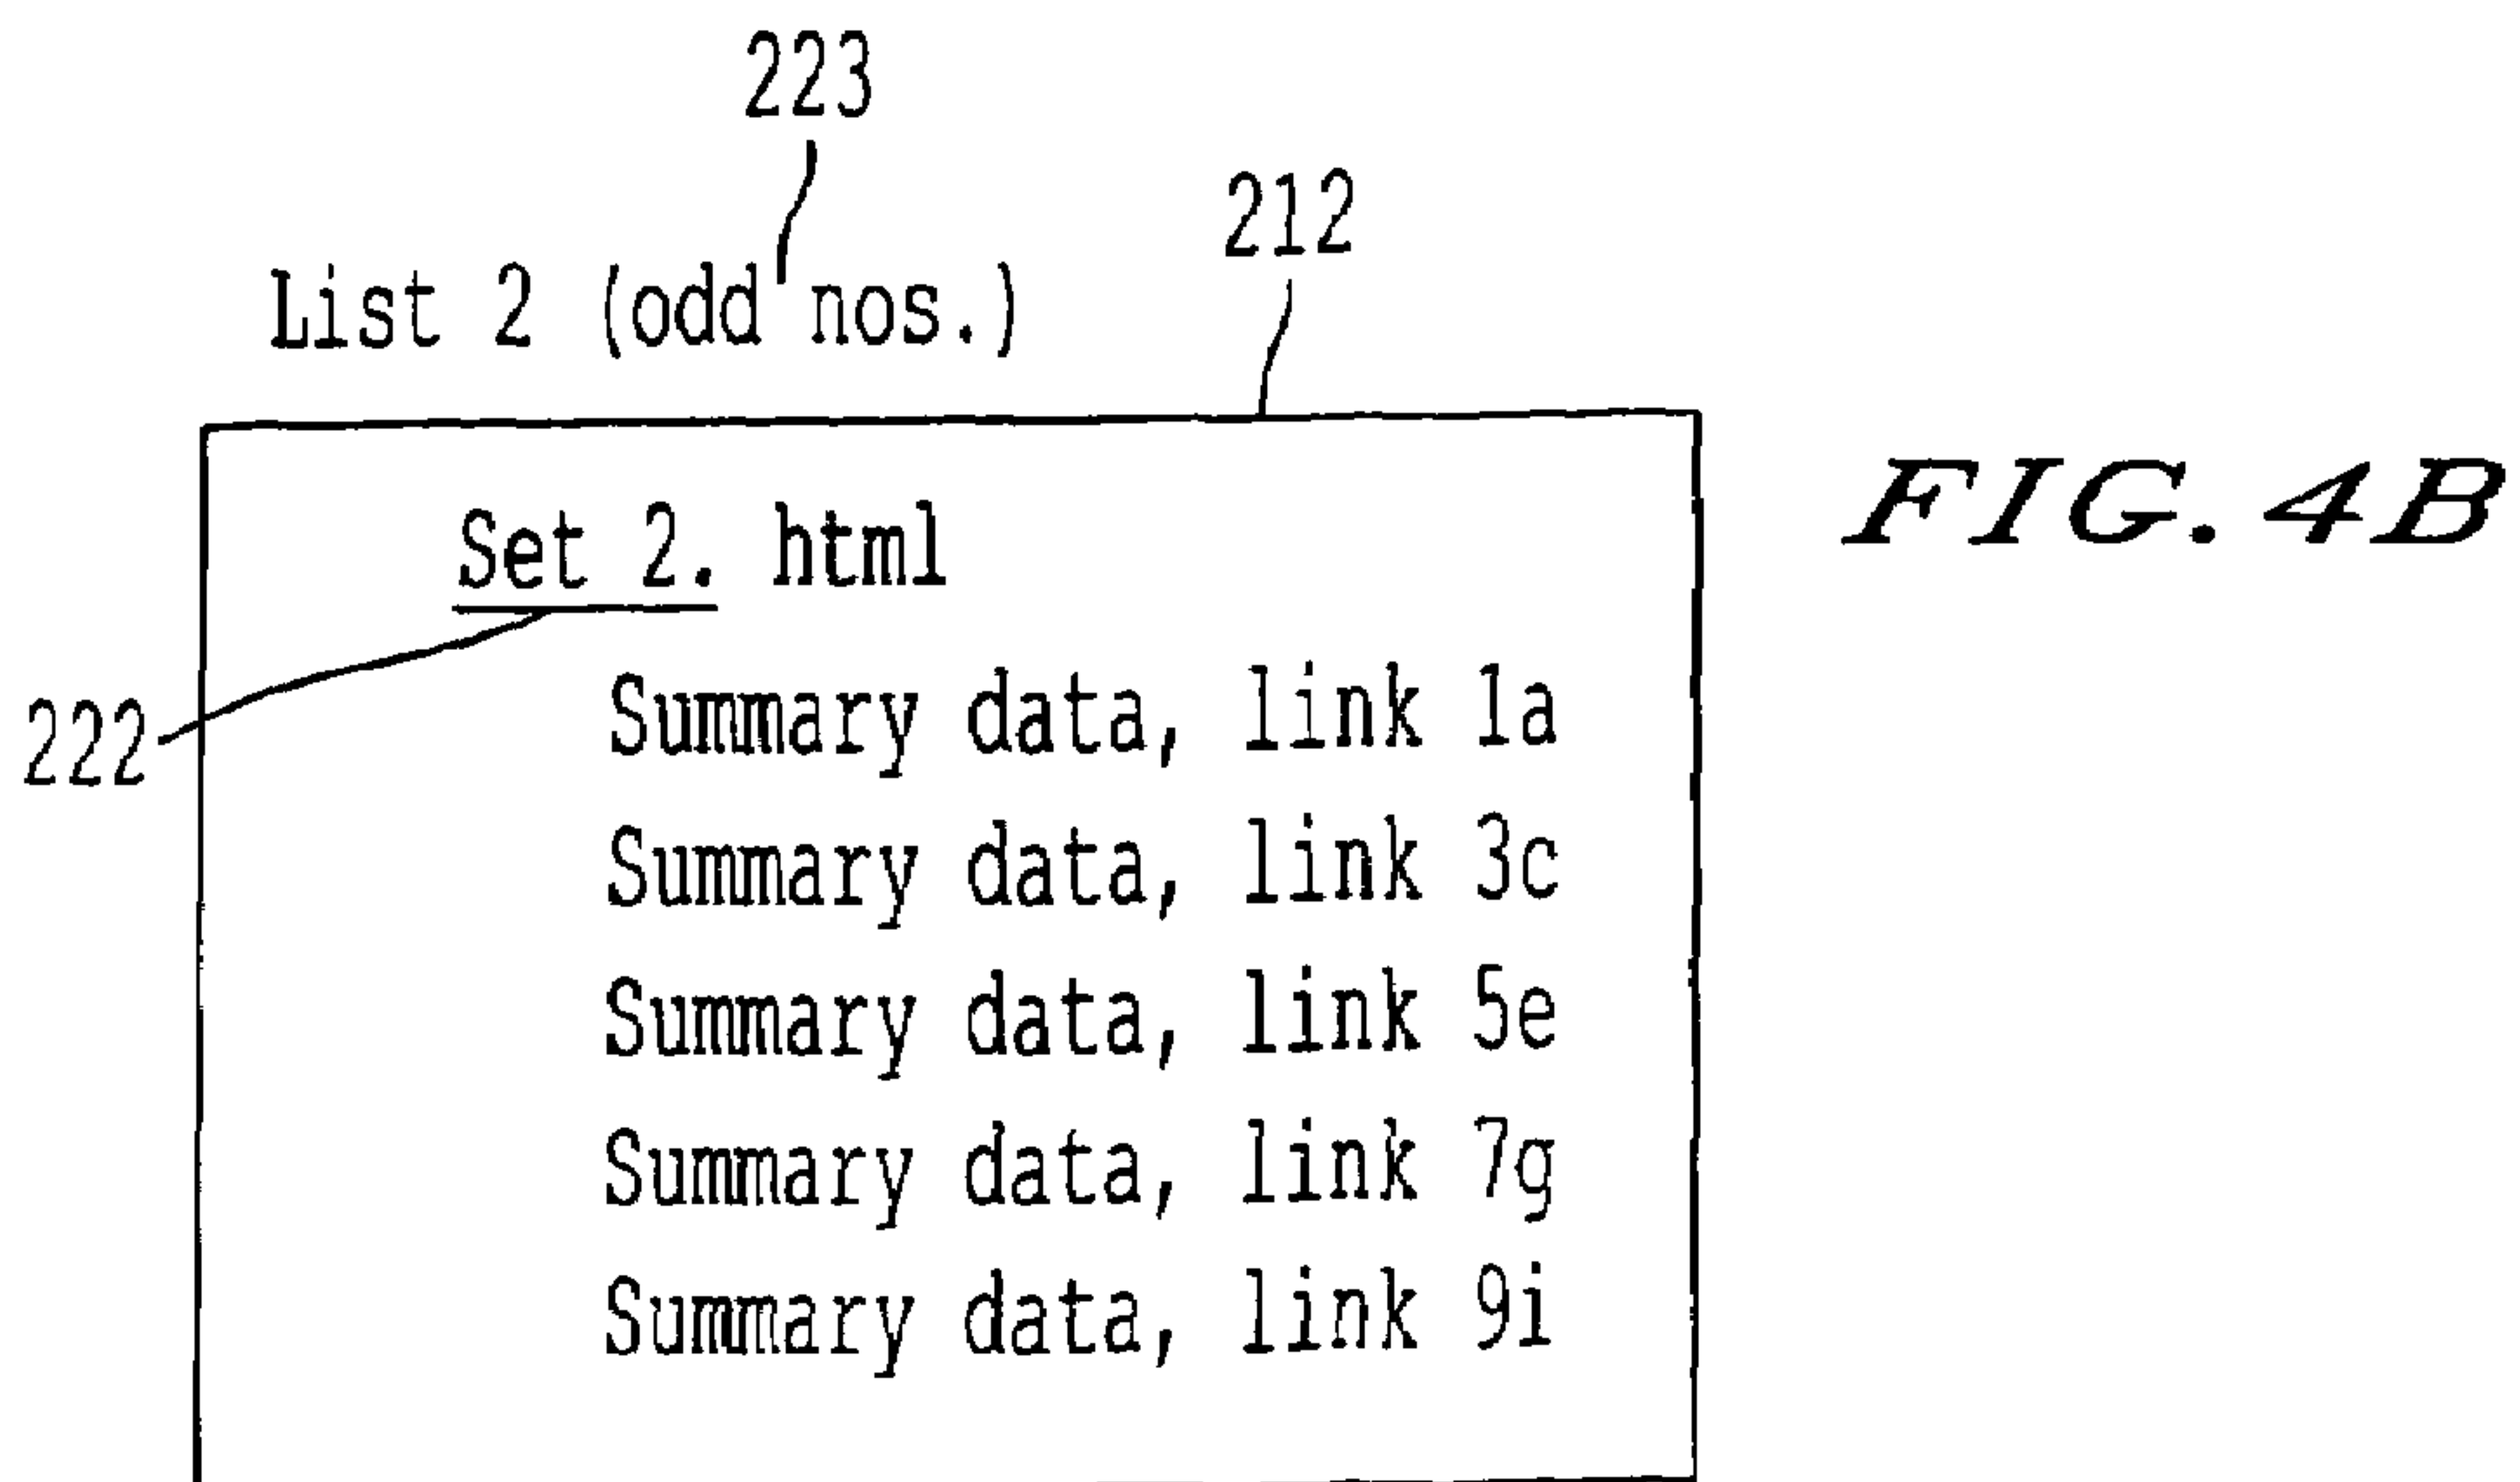 223
212
List 2 (odd nos.)
FIG. 4B
Set 2. html
222
Summary data, link 1a
Summary data, link 3c
Summary data, link 5e
Summary data, link 7g
Summary data, link 9i